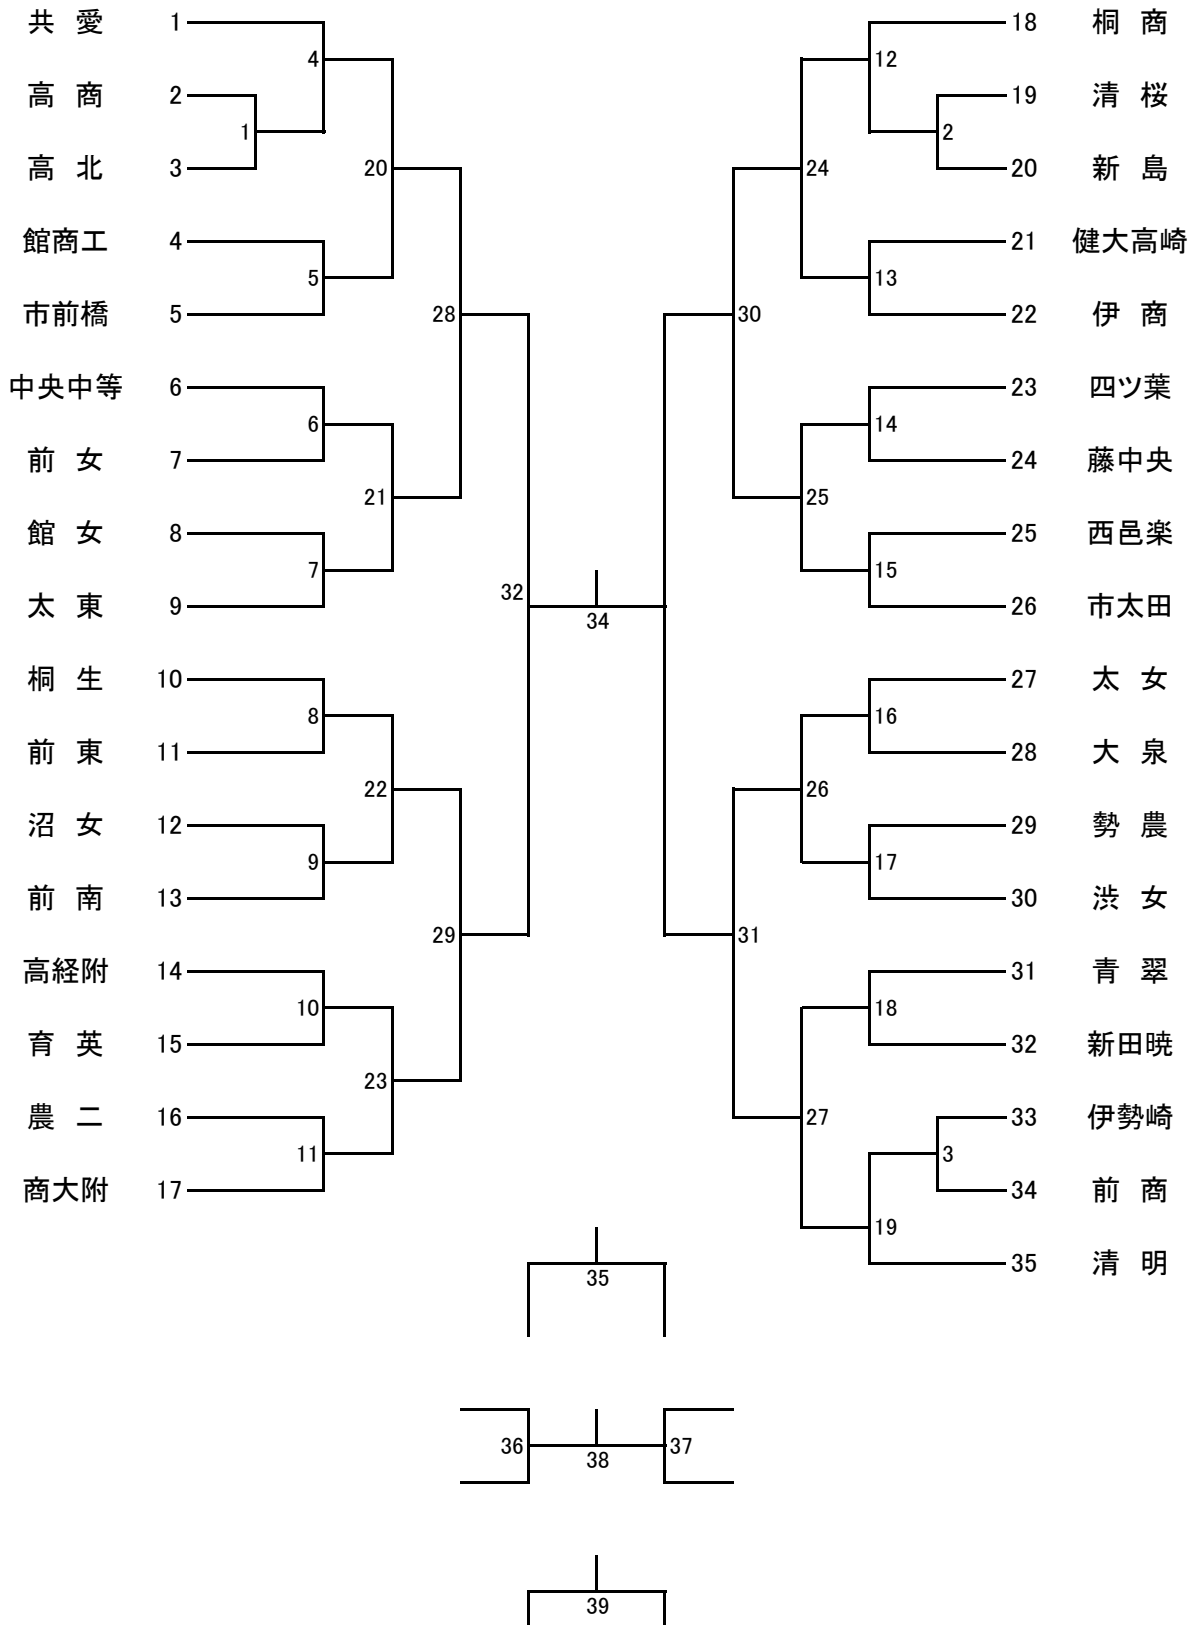 共 愛 1 18 桐 商
4 12
高 商 2 19 清 桜
1 2
高 北 3 20 24 20 新 島
館商工 4 21 健大高崎
5 13
市前橋 5 28 30 22 伊 商
中央中等 6 23 四ツ葉
6 14
前 女 7 24 藤中央
21 25
館 女 8 25 西邑楽
7 15
32
太 東 9 26 市太田
34
桐 生 10 27 太 女
8 16
前 東 11 28 大 泉
22 26
沼 女 12 29 勢 農
9 17
前 南 13 30 渋 女
29 31
高経附 14 31 青 翠
10 18
育 英 15 32 新田暁
23
農 二 16 27 33 伊勢崎
11 3
商大附 17 34 前 商
19
35 清 明
35
36 37
38
39